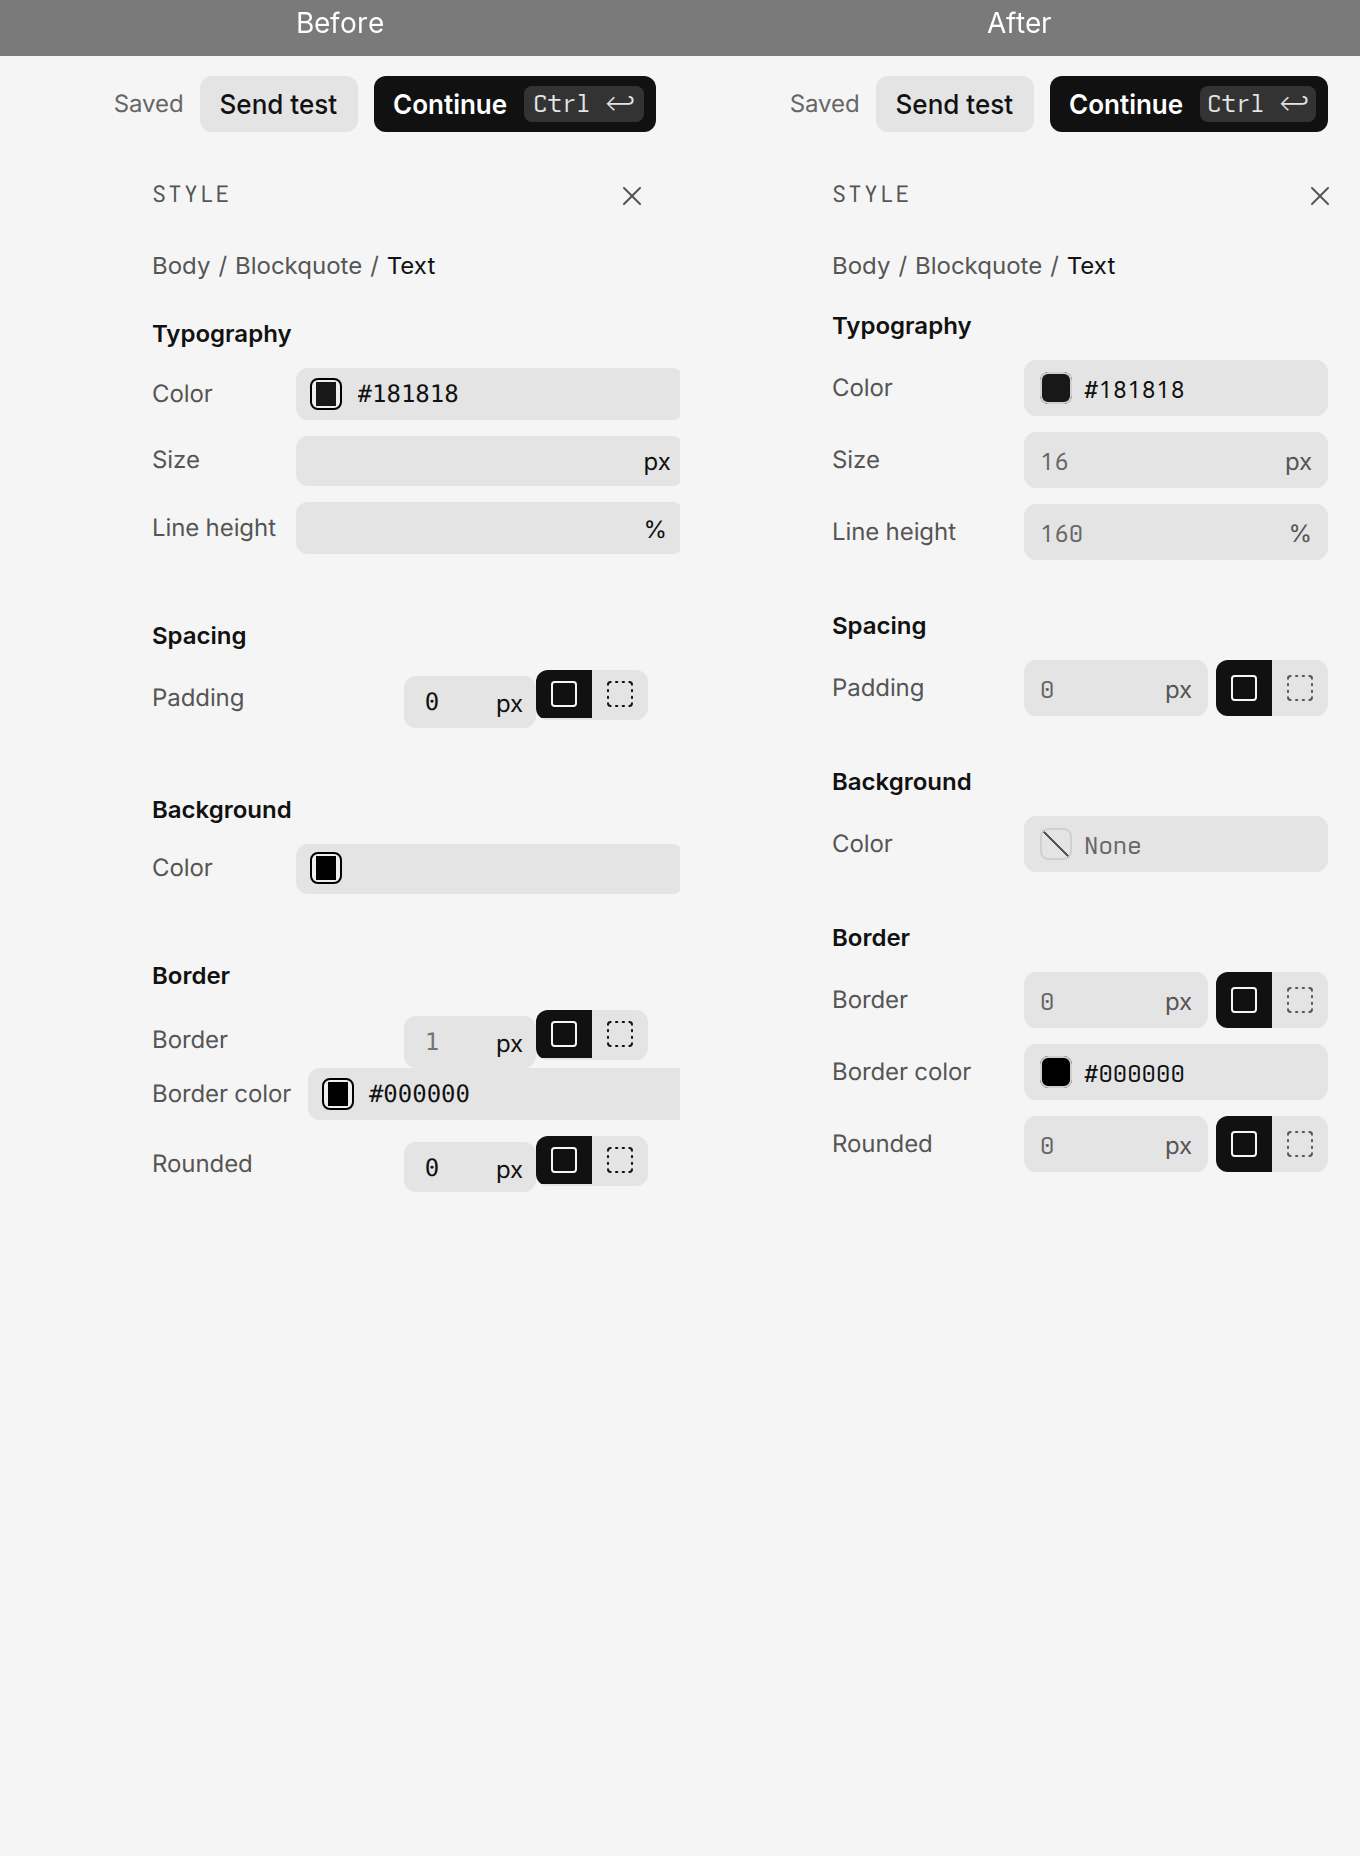 Before
Saved Send test Continue Ctrl ↩
STYLE
Body / Blockquote / Text
Typography
Color #181818
Size px
Line height %
Spacing
Padding 0 px
Background
Color
Border
Border 1 px
Border color #000000
Rounded 0 px
After
Saved Send test Continue Ctrl ↩
STYLE
Body / Blockquote / Text
Typography
Color #181818
Size 16 px
Line height 160 %
Spacing
Padding 0 px
Background
Color None
Border
Border 0 px
Border color #000000
Rounded 0 px